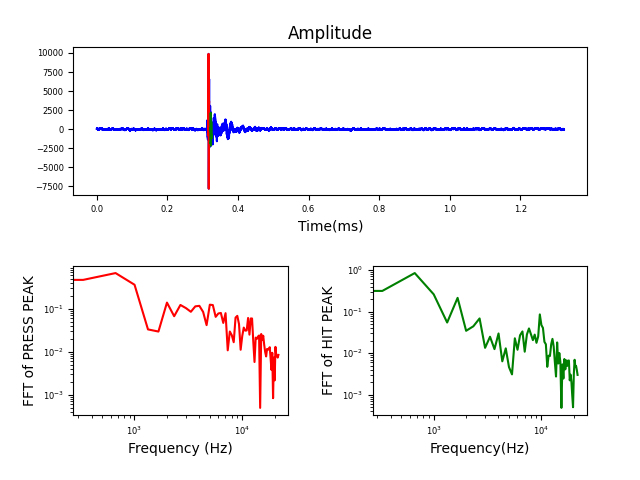 Amplitude
10000
7500
5000
2500
0
−2500
−5000
−7500
0.0 0.2 0.4 0.6 0.8 1.0 1.2
Time(ms)
FFT of PRESS PEAK
10⁻¹
10⁻²
10⁻³
10³ 10⁴
Frequency (Hz)
FFT of HIT PEAK
10⁰
10⁻¹
10⁻²
10⁻³
10³ 10⁴
Frequency(Hz)